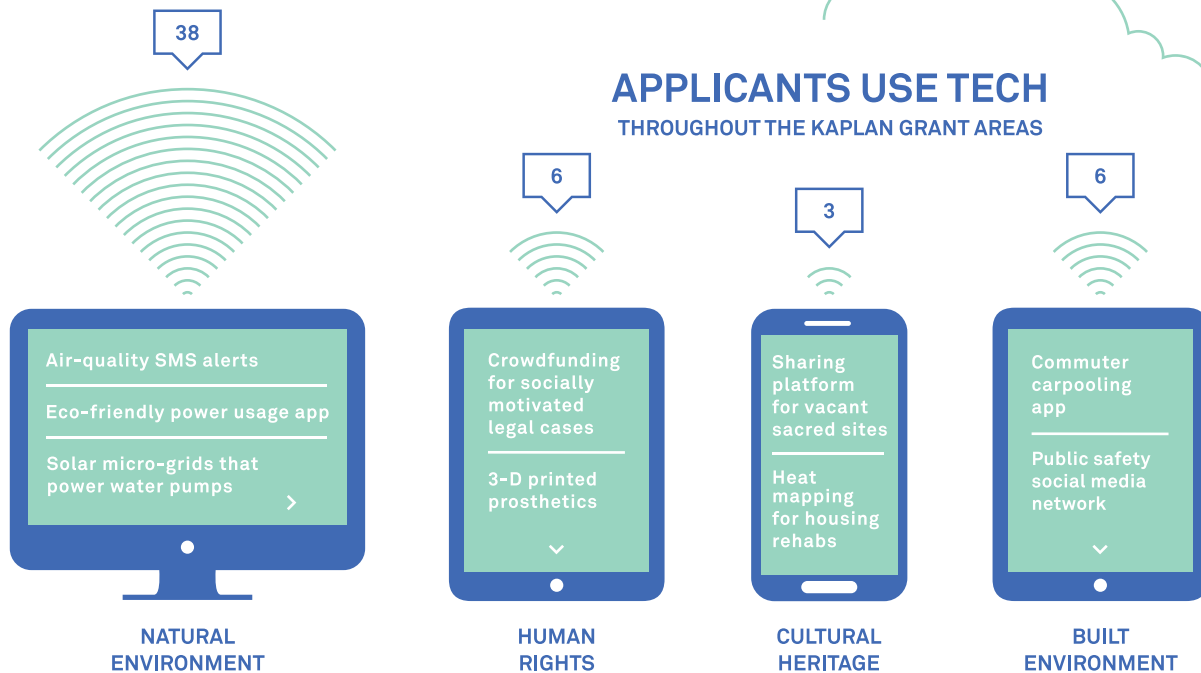 APPLICANTS USE TECH
THROUGHOUT THE KAPLAN GRANT AREAS
38
Air-quality SMS alerts
Eco-friendly power usage app
Solar micro-grids that
power water pumps
NATURAL
ENVIRONMENT
6
Crowdfunding
for socially
motivated
legal cases
3-D printed
prosthetics
HUMAN
RIGHTS
3
Sharing
platform
for vacant
sacred sites
Heat
mapping
for housing
rehabs
CULTURAL
HERITAGE
6
Commuter
carpooling
app
Public safety
social media
network
BUILT
ENVIRONMENT